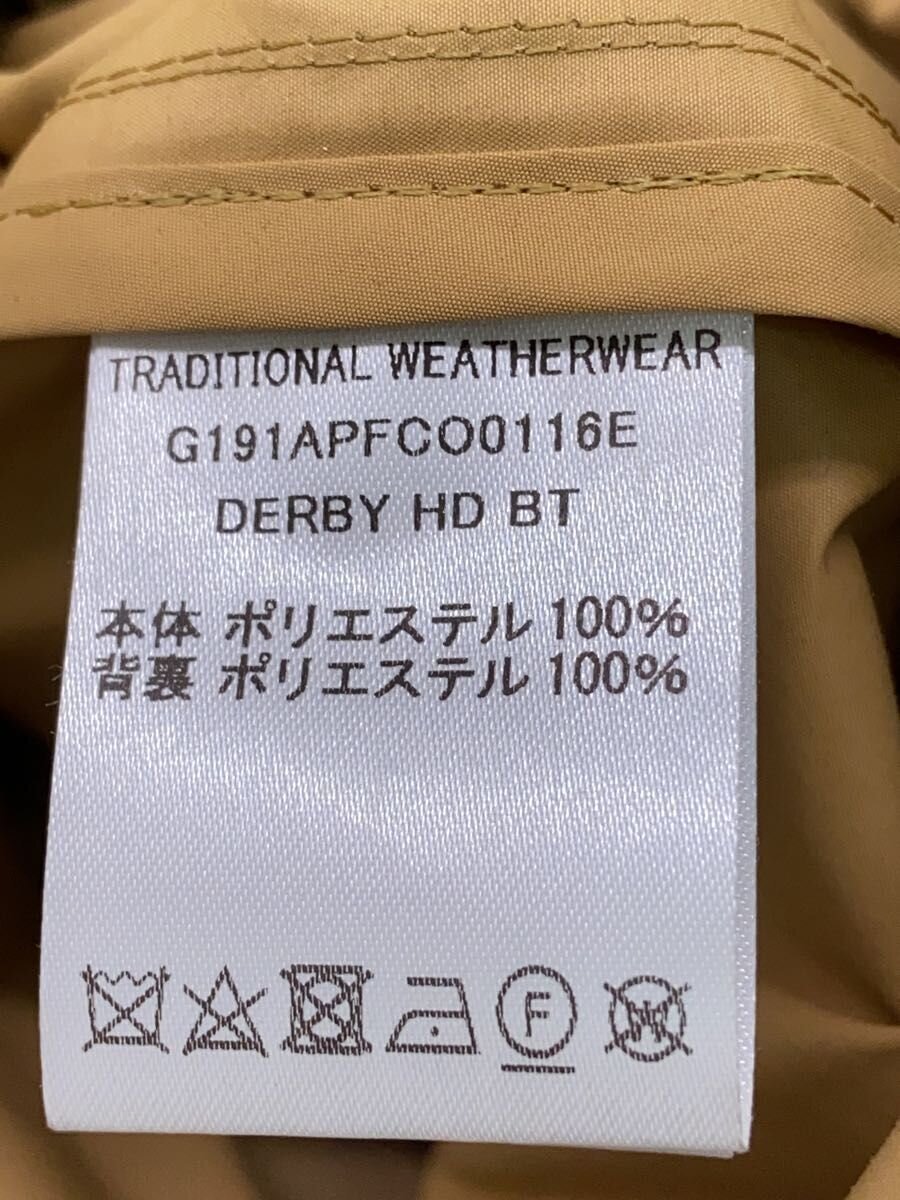 TRADITIONAL WEATHERWEAR
G191APFCO0116E
DERBY HD BT
本体 ポリエステル 100%
背裏 ポリエステル 100%
F
W